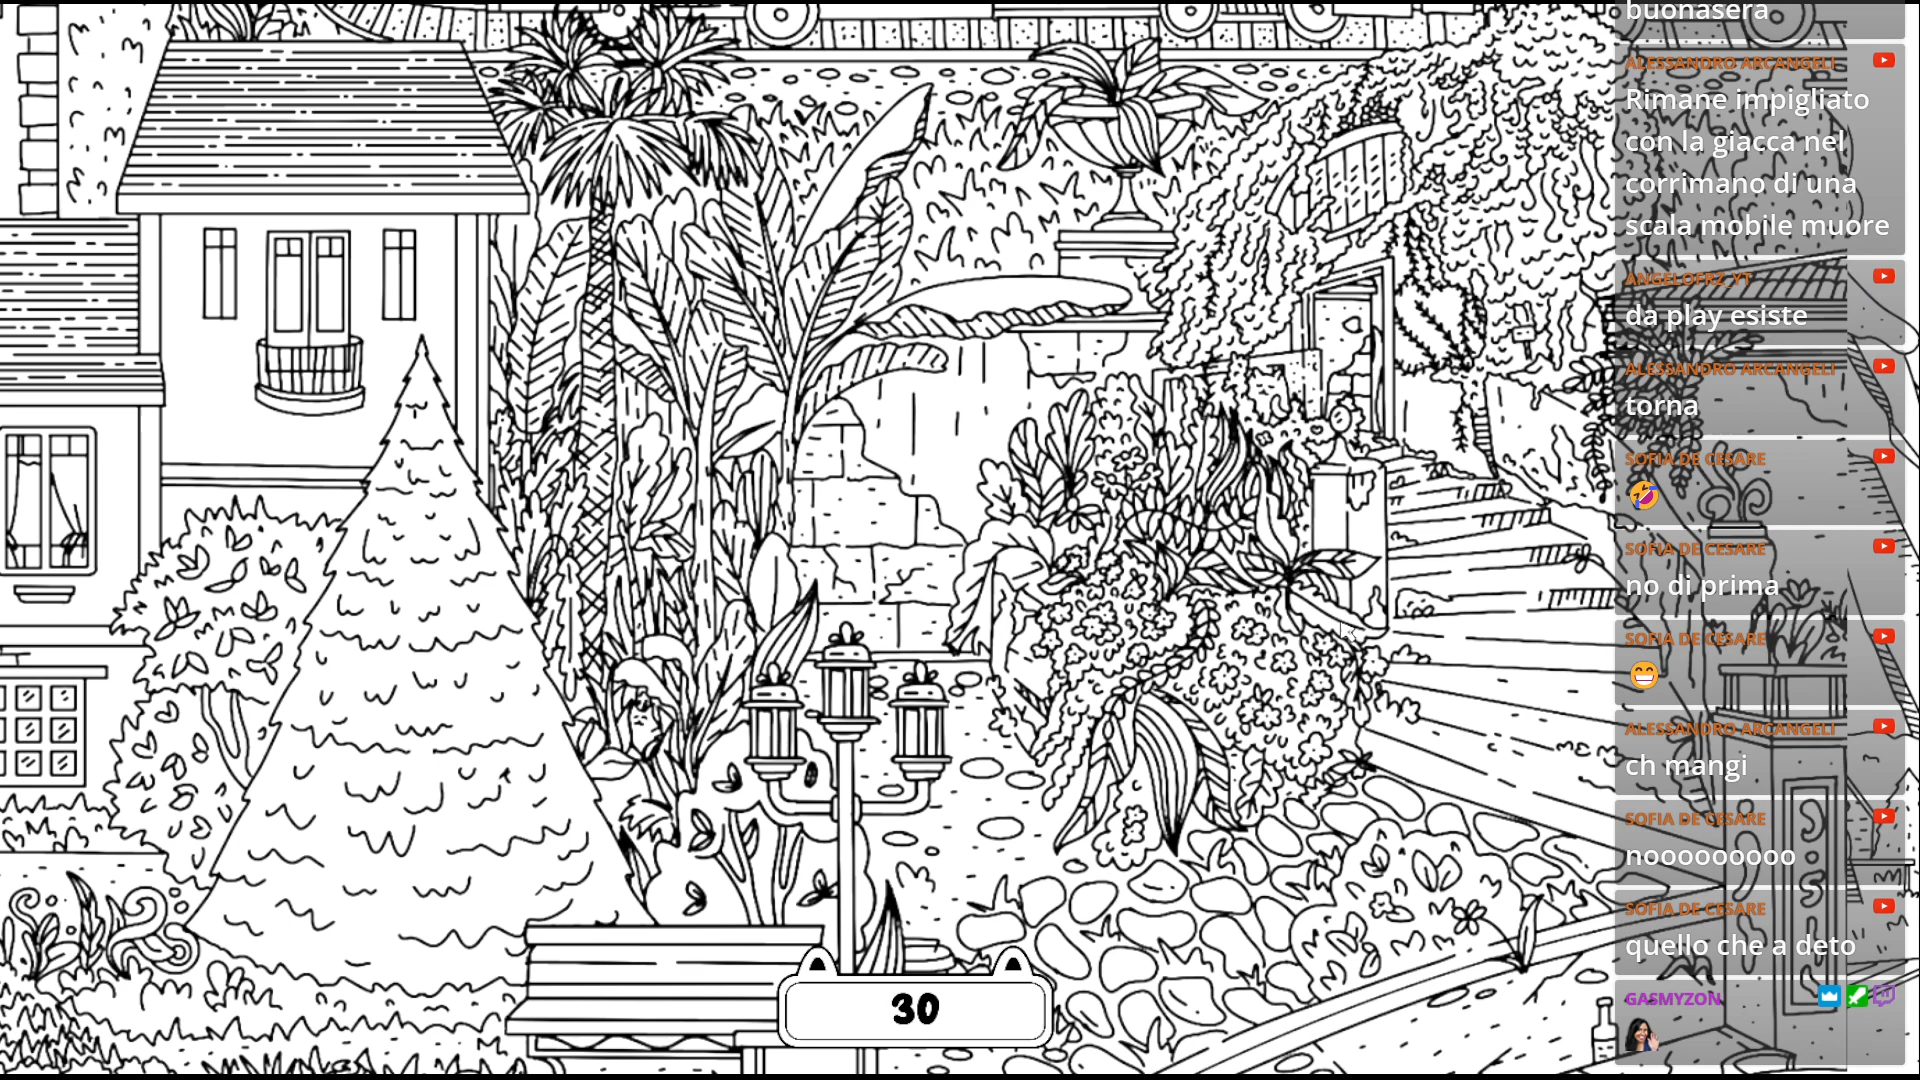 buonasera
ALESSANDRO ARCANGELI
Rimane impigliato
con la giacca nel
corrimano di una
scala mobile muore
ANGELOFRZ_YT
da play esiste
ALESSANDRO ARCANGELI
torna
SOFIA DE CESARE
SOFIA DE CESARE
no di prima
SOFIA DE CESARE
ALESSANDRO ARCANGELI
ch mangi
SOFIA DE CESARE
nooooooooo
SOFIA DE CESARE
quello che a deto
GASMYZON
30